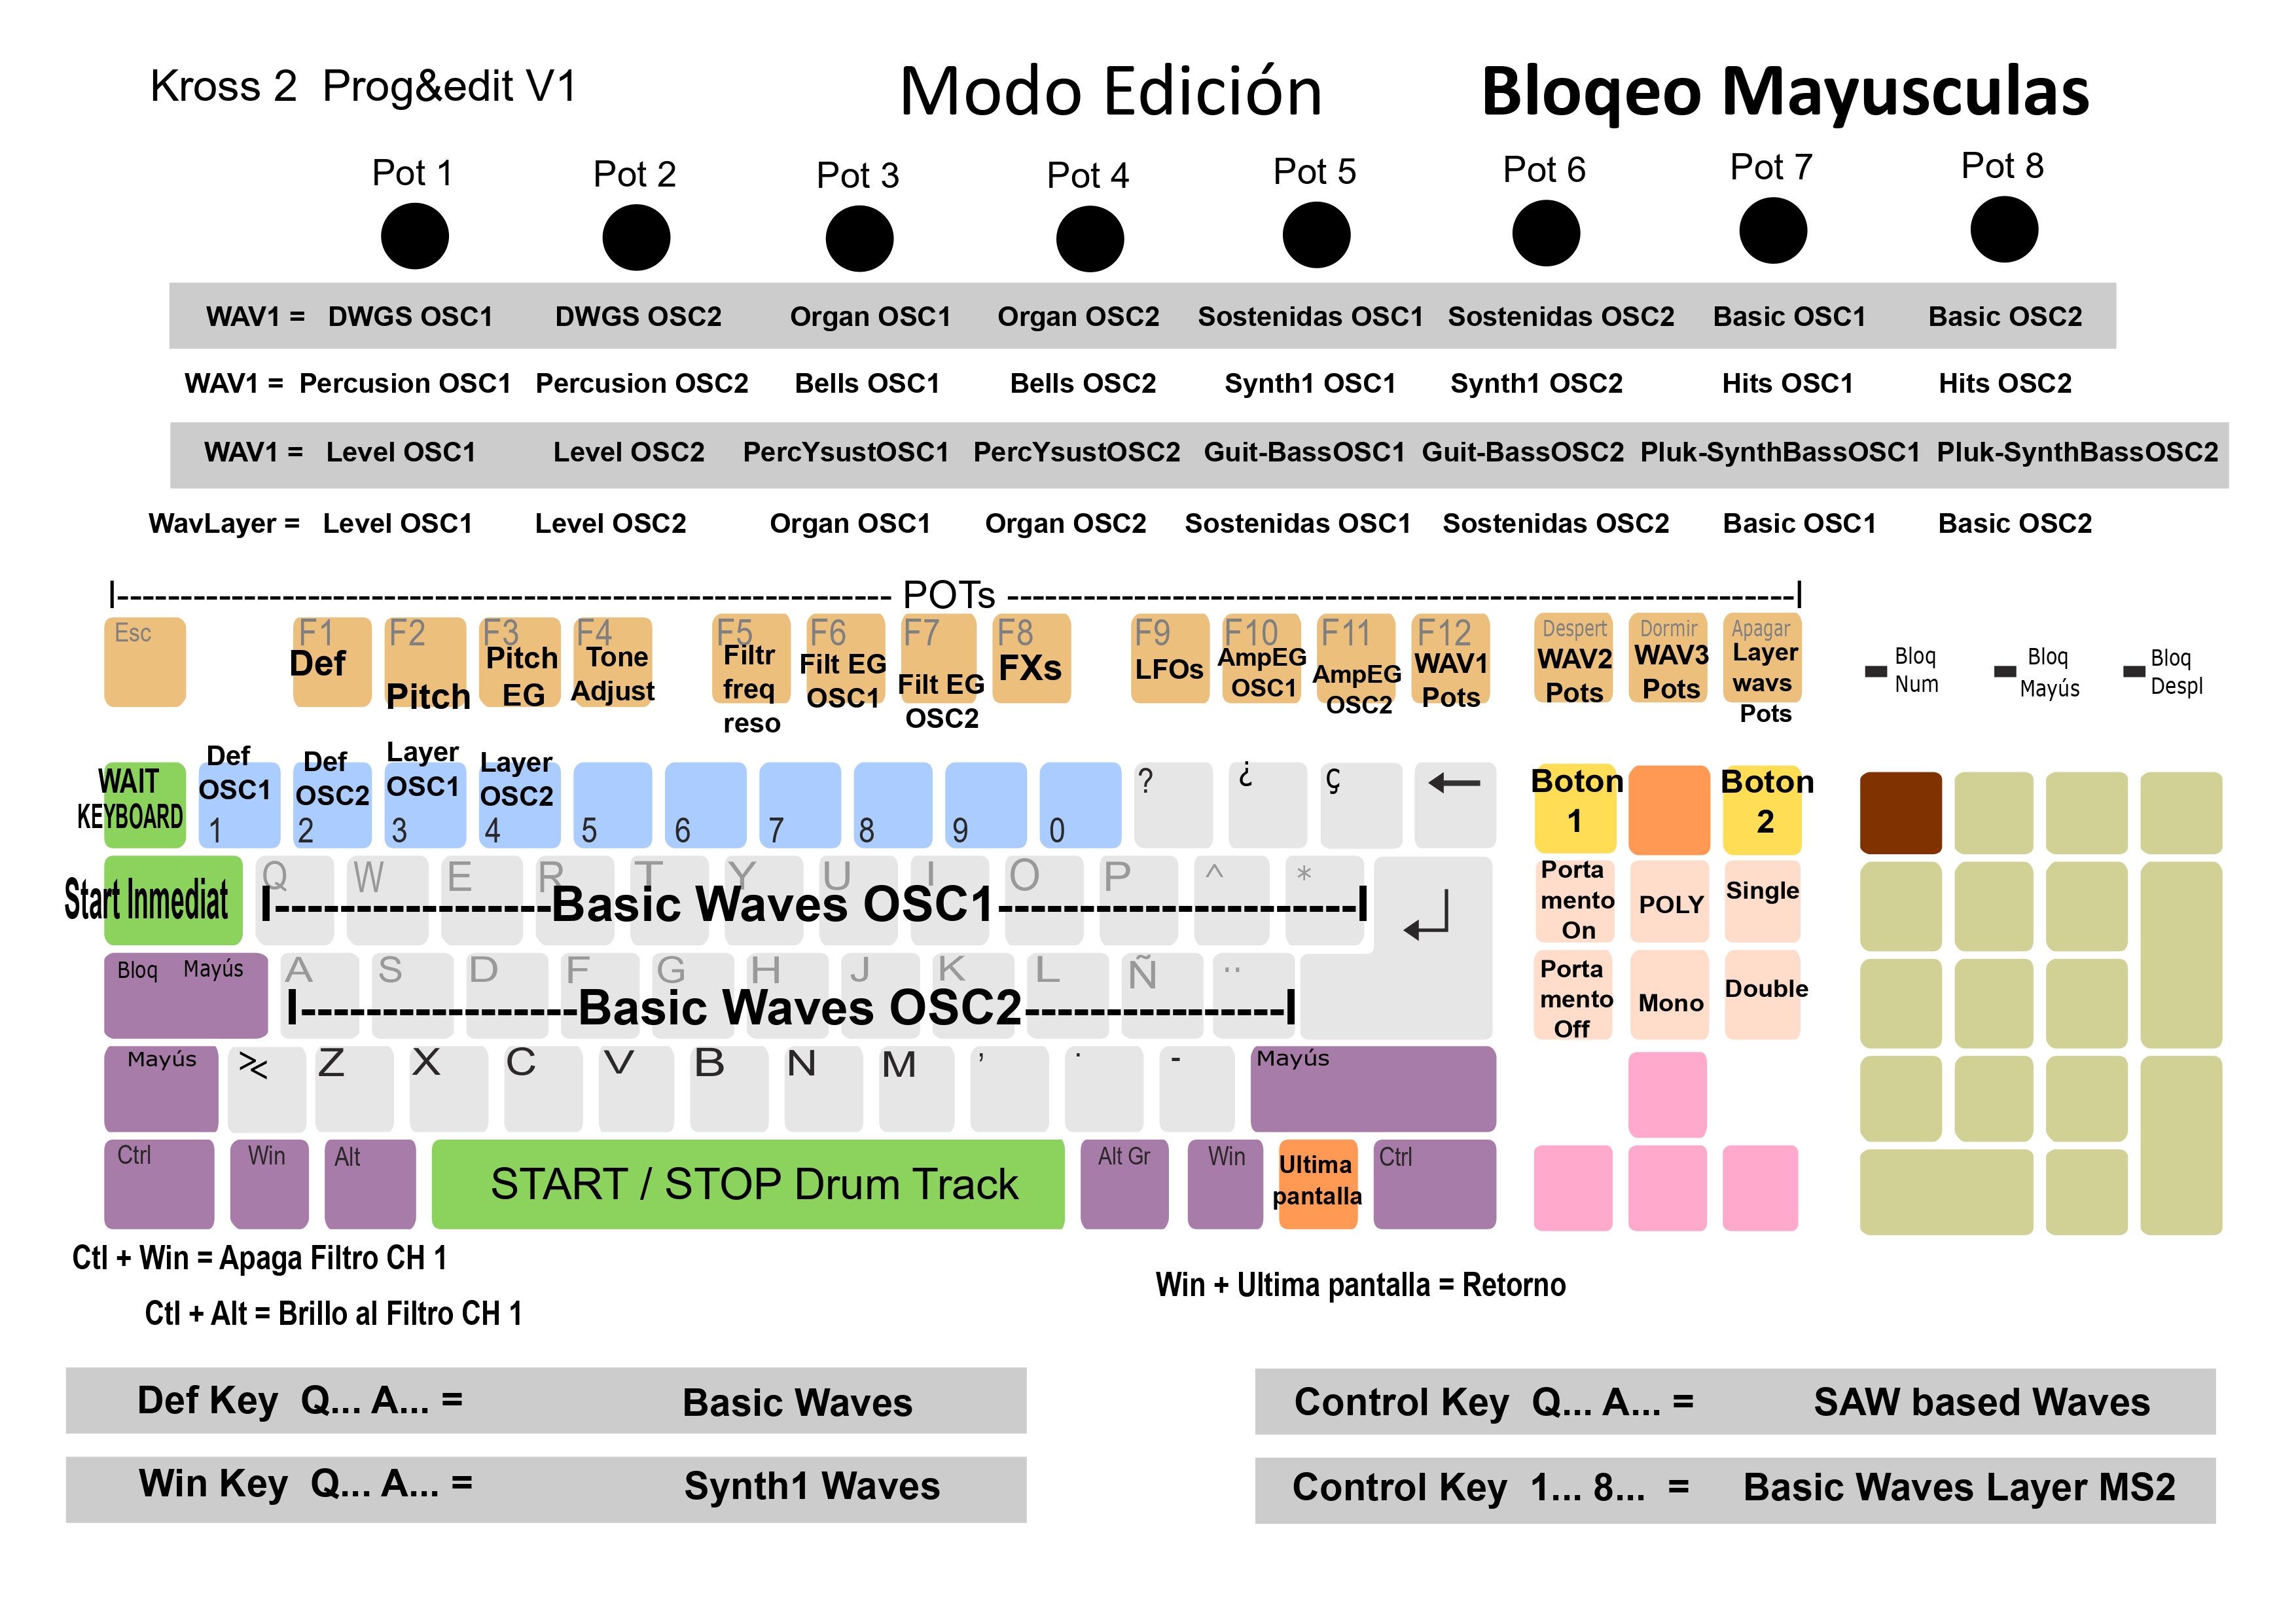 Kross 2  Prog&edit V1
Modo Edición
Bloqeo Mayusculas
Pot 1 Pot 2 Pot 3 Pot 4 Pot 5 Pot 6 Pot 7 Pot 8
WAV1 = DWGS OSC1 DWGS OSC2 Organ OSC1 Organ OSC2 Sostenidas OSC1 Sostenidas OSC2 Basic OSC1 Basic OSC2
WAV1 = Percusion OSC1 Percusion OSC2 Bells OSC1 Bells OSC2 Synth1 OSC1 Synth1 OSC2 Hits OSC1 Hits OSC2
WAV1 = Level OSC1 Level OSC2 PercYsustOSC1 PercYsustOSC2 Guit-BassOSC1 Guit-BassOSC2 Pluk-SynthBassOSC1 Pluk-SynthBassOSC2
WavLayer = Level OSC1 Level OSC2 Organ OSC1 Organ OSC2 Sostenidas OSC1 Sostenidas OSC2 Basic OSC1 Basic OSC2
POTs
Esc
F1
Def
F2
Pitch
F3
Pitch
EG
F4
Tone
Adjust
F5
Filtr
freq
reso
F6
Filt EG
OSC1
F7
Filt EG
OSC2
F8
FXs
F9
LFOs
F10
AmpEG
OSC1
F11
AmpEG
OSC2
F12
WAV1
Pots
Despert
WAV2
Pots
Dormir
WAV3
Pots
Apagar
Layer
wavs
Pots
Bloq
Num
Bloq
Mayús
Bloq
Despl
WAIT
KEYBOARD
Def
OSC1
1
Def
OSC2
2
Layer
OSC1
3
Layer
OSC2
4
5
6
7
8
9
0
?
¿
ç
←
Boton
1
Boton
2
Start Inmediat
Q W E R T Y U I O P ^ *
Basic Waves OSC1
Porta
mento
On
POLY
Single
Bloq Mayús
A S D F G H J K L Ñ ¨
Basic Waves OSC2
Porta
mento
Off
Mono
Double
Mayús
>< Z X C V B N M , . -
Mayús
Ctrl
Win
Alt
START / STOP Drum Track
Alt Gr
Win
Ultima
pantalla
Ctrl
Ctl + Win = Apaga Filtro CH 1
Win + Ultima pantalla = Retorno
Ctl + Alt = Brillo al Filtro CH 1
Def Key  Q... A... = Basic Waves
Control Key  Q... A... = SAW based Waves
Win Key  Q... A... = Synth1 Waves
Control Key  1... 8...  = Basic Waves Layer MS2